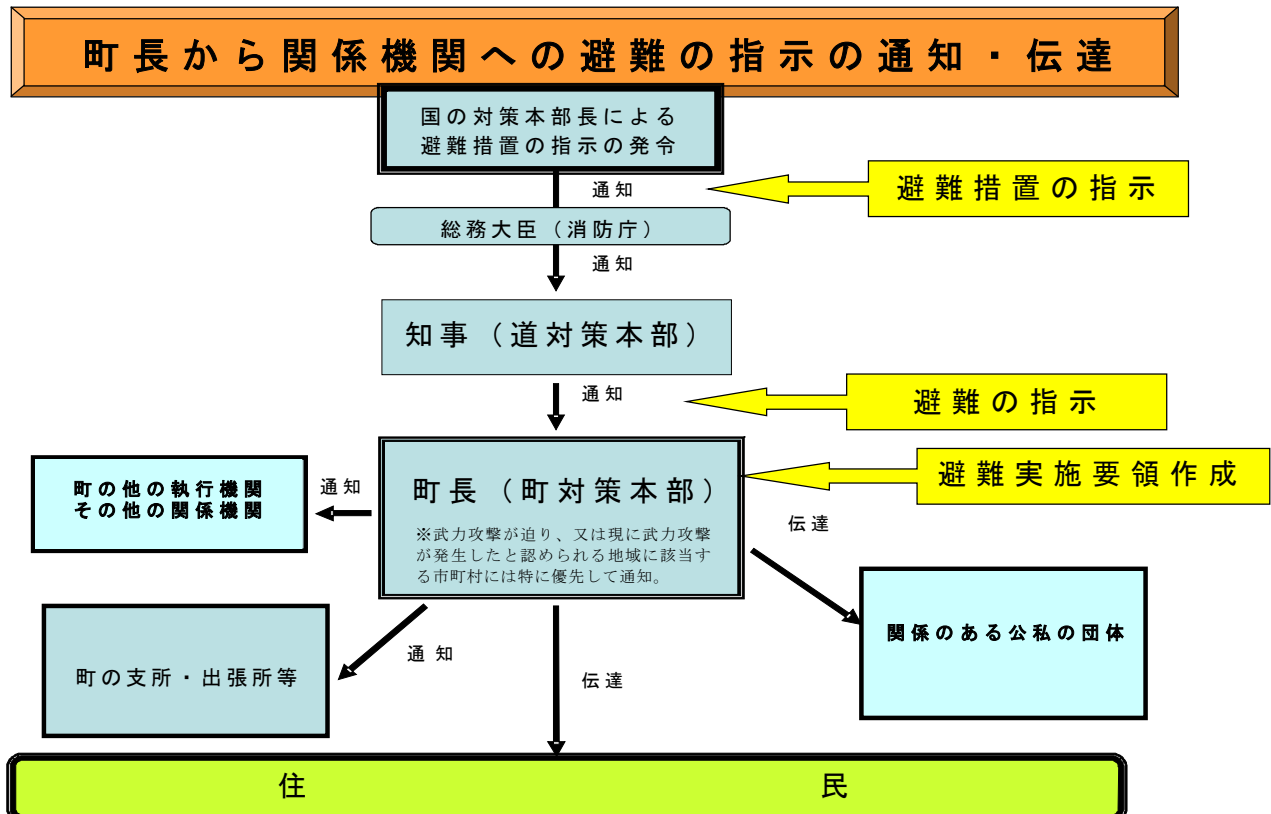 町長から関係機関への避難の指示の通知・伝達
国の対策本部長による
避難措置の指示の発令
通知
避難措置の指示
総務大臣（消防庁）
通知
知事（道対策本部）
通知
避難の指示
避難実施要領作成
町の他の執行機関
その他の関係機関
通知
町長（町対策本部）
※武力攻撃が迫り、又は現に武力攻撃
が発生したと認められる地域に該当す
る市町村には特に優先して通知。
伝達
関係のある公私の団体
町の支所・出張所等
通知
伝達
住民